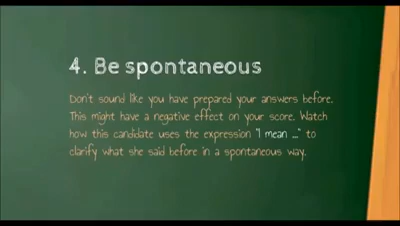 4. Be spontaneous
Don't sound like you have prepared your answers before.
This might have a negative effect on your score. Watch
how this candidate uses the expression "I mean ..." to
clarify what she said before in a spontaneous way.